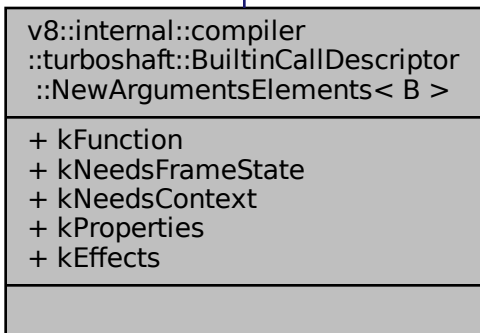 v8::internal::compiler
::turboshaft::BuiltinCallDescriptor
::NewArgumentsElements< B >
+ kFunction
+ kNeedsFrameState
+ kNeedsContext
+ kProperties
+ kEffects